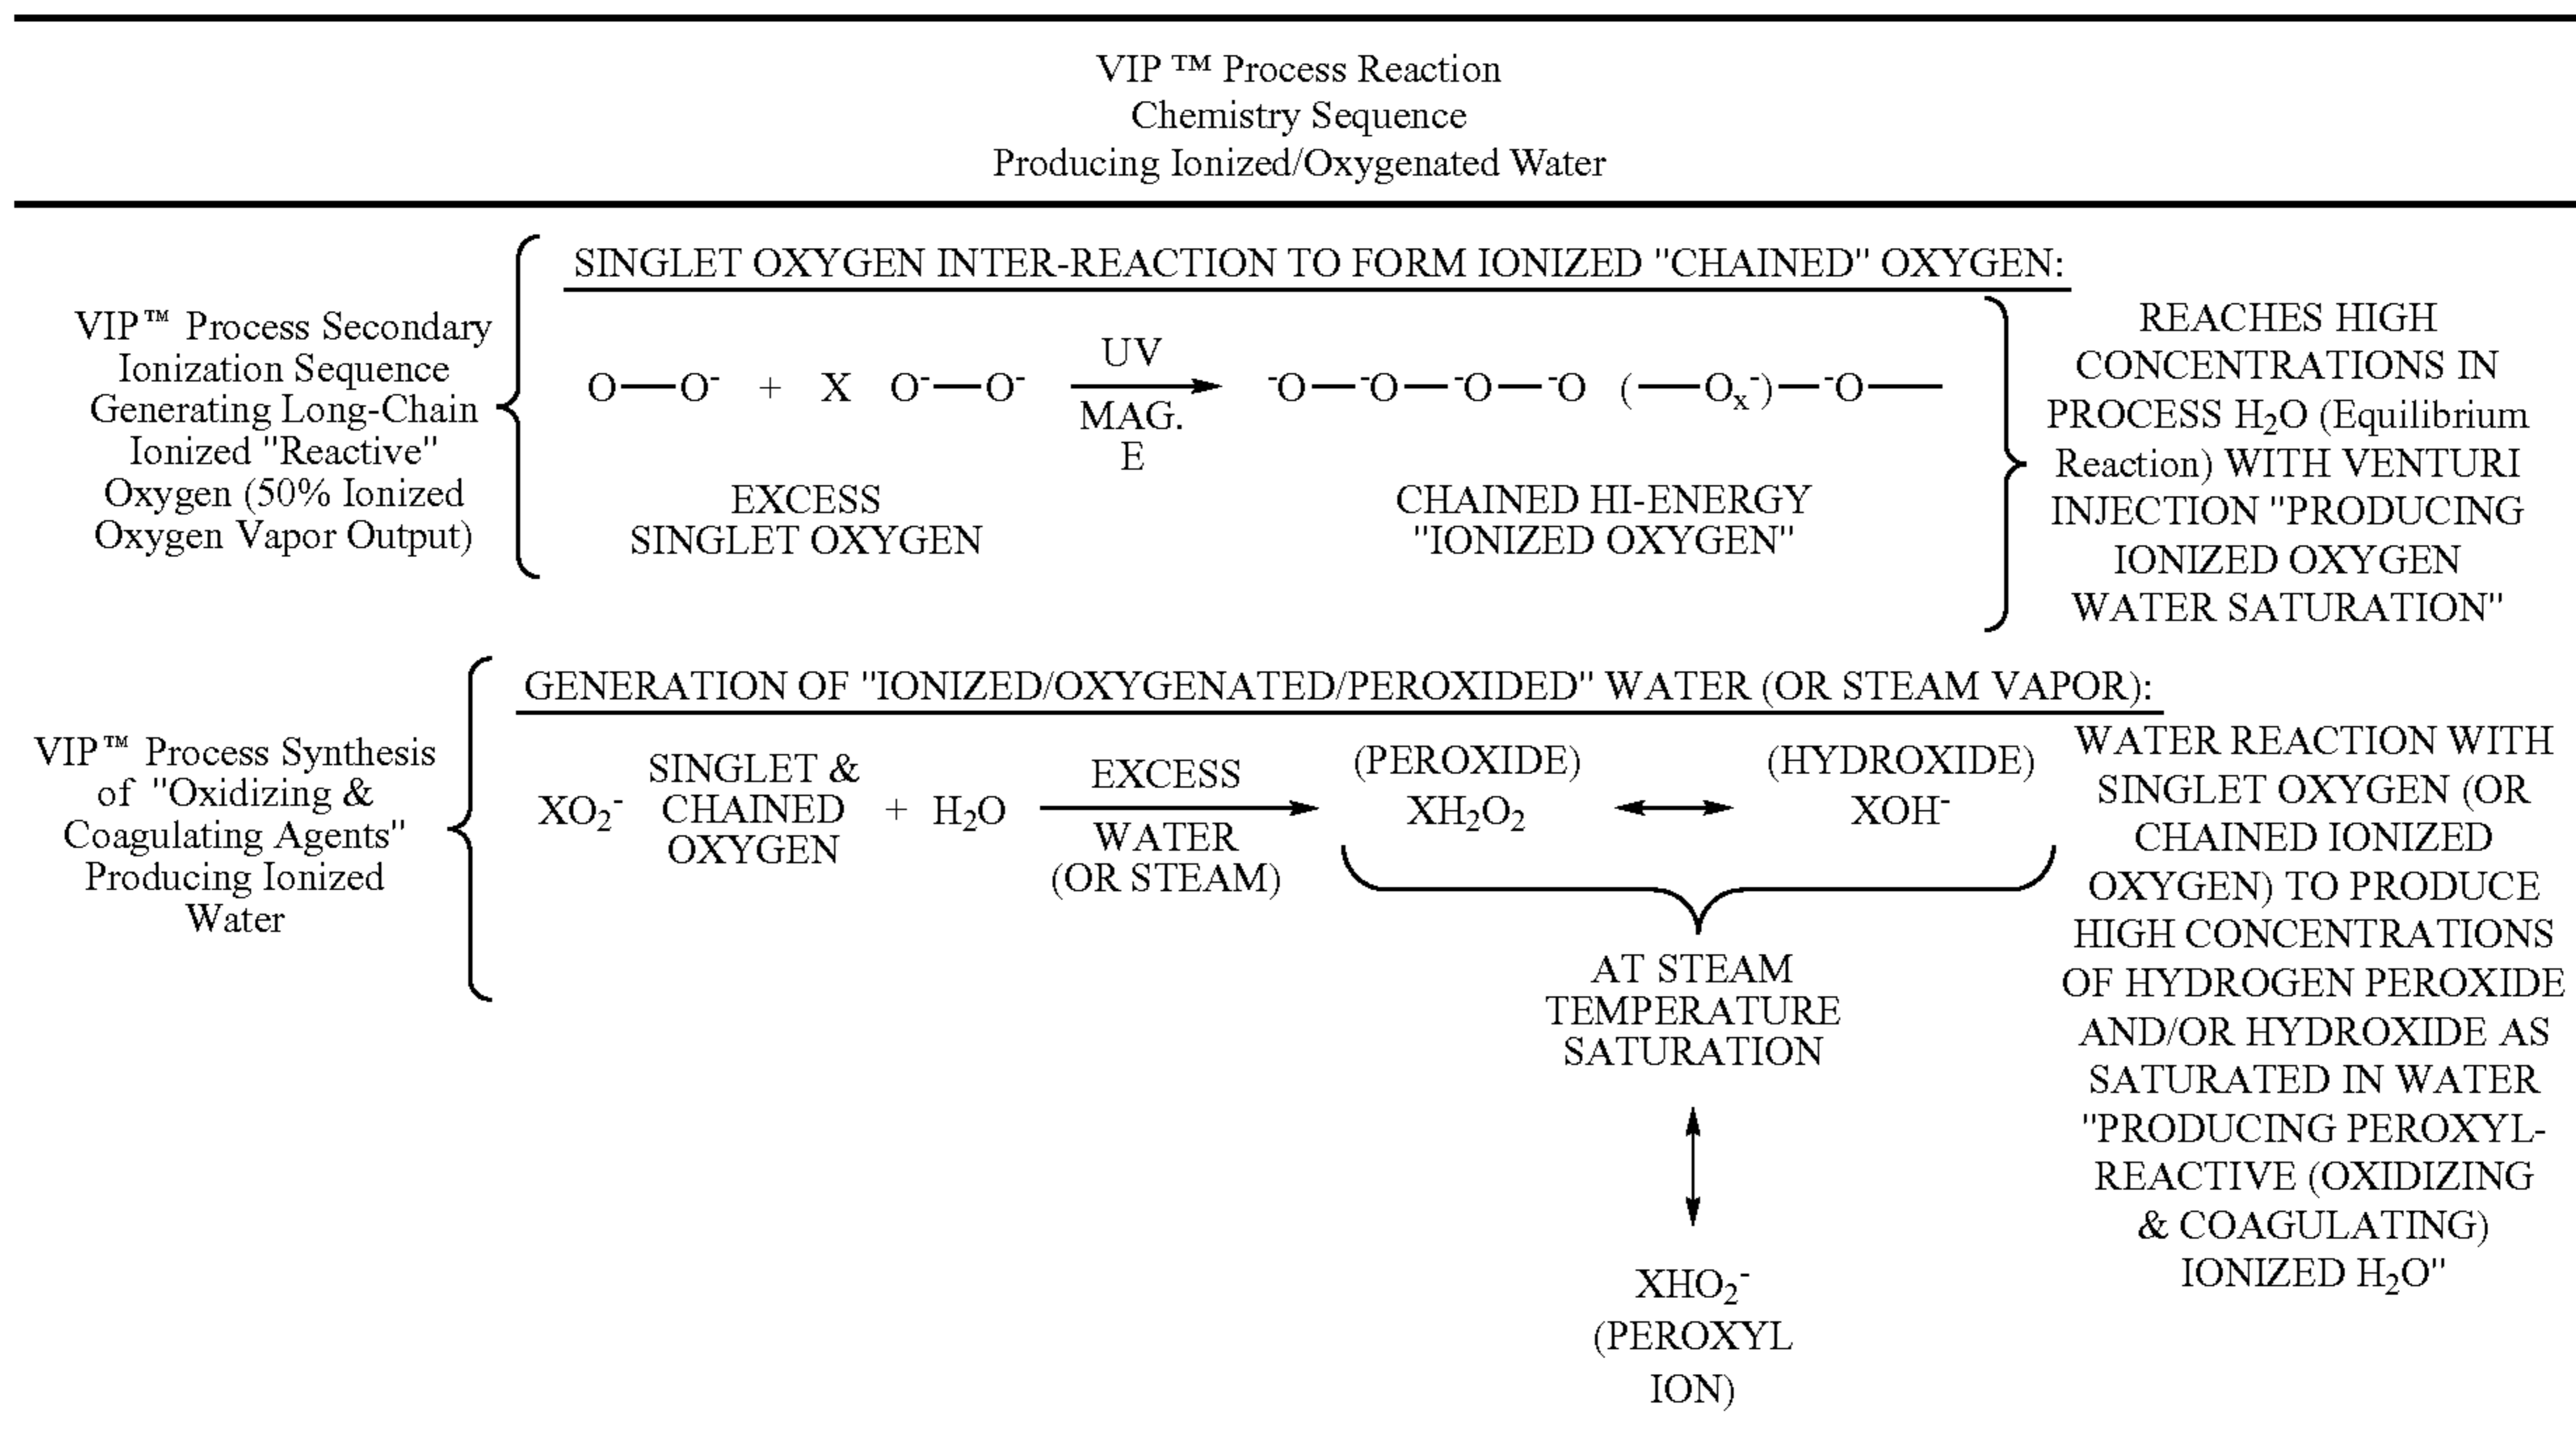 VIP ™ Process Reaction
Chemistry Sequence
Producing Ionized/Oxygenated Water
VIP™ Process Secondary
Ionization Sequence
Generating Long-Chain
Ionized "Reactive"
Oxygen (50% Ionized
Oxygen Vapor Output)
SINGLET OXYGEN INTER-REACTION TO FORM IONIZED "CHAINED" OXYGEN:
O—O⁻ + X O⁻—O⁻
UV
MAG.
E
⁻O—⁻O—⁻O—⁻O (—Oₓ⁻)—⁻O—
EXCESS
SINGLET OXYGEN
CHAINED HI-ENERGY
"IONIZED OXYGEN"
REACHES HIGH
CONCENTRATIONS IN
PROCESS H₂O (Equilibrium
Reaction) WITH VENTURI
INJECTION "PRODUCING
IONIZED OXYGEN
WATER SATURATION"
VIP™ Process Synthesis
of "Oxidizing &
Coagulating Agents"
Producing Ionized
Water
GENERATION OF "IONIZED/OXYGENATED/PEROXIDED" WATER (OR STEAM VAPOR):
XO₂⁻
SINGLET &
CHAINED
OXYGEN
+ H₂O
EXCESS
WATER
(OR STEAM)
(PEROXIDE)
XH₂O₂
(HYDROXIDE)
XOH⁻
AT STEAM
TEMPERATURE
SATURATION
XHO₂⁻
(PEROXYL
ION)
WATER REACTION WITH
SINGLET OXYGEN (OR
CHAINED IONIZED
OXYGEN) TO PRODUCE
HIGH CONCENTRATIONS
OF HYDROGEN PEROXIDE
AND/OR HYDROXIDE AS
SATURATED IN WATER
"PRODUCING PEROXYL-
REACTIVE (OXIDIZING
& COAGULATING)
IONIZED H₂O"